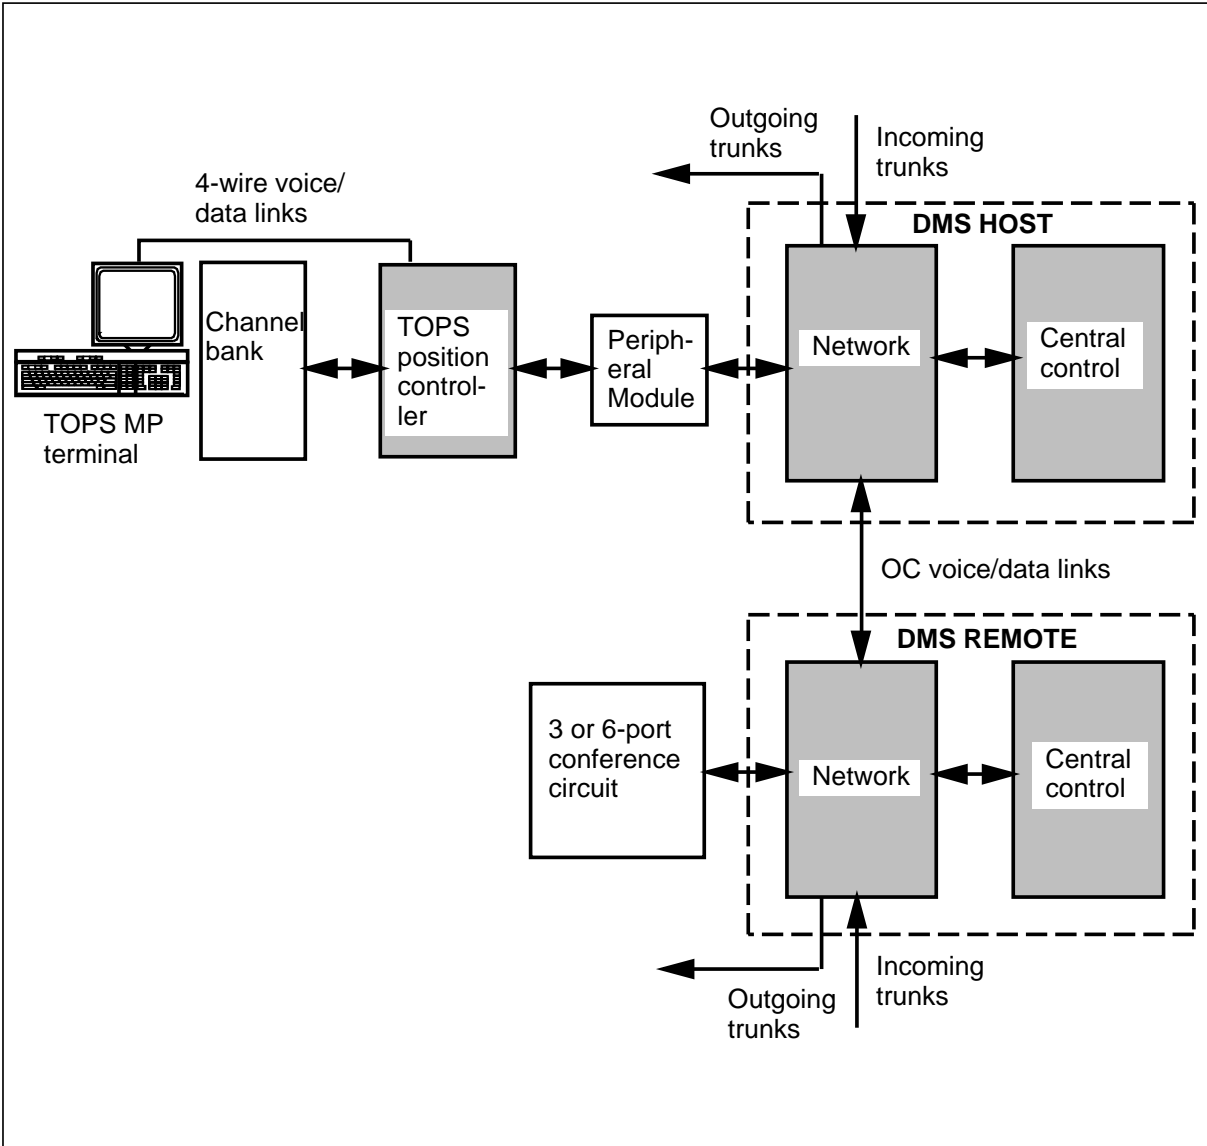 Outgoing
trunks
Incoming
trunks
4-wire voice/
data links
DMS HOST
Channel
bank
TOPS
position
control-
ler
Periph-
eral
Module
Network
Central
control
TOPS MP
terminal
OC voice/data links
DMS REMOTE
3 or 6-port
conference
circuit
Network
Central
control
Outgoing
trunks
Incoming
trunks